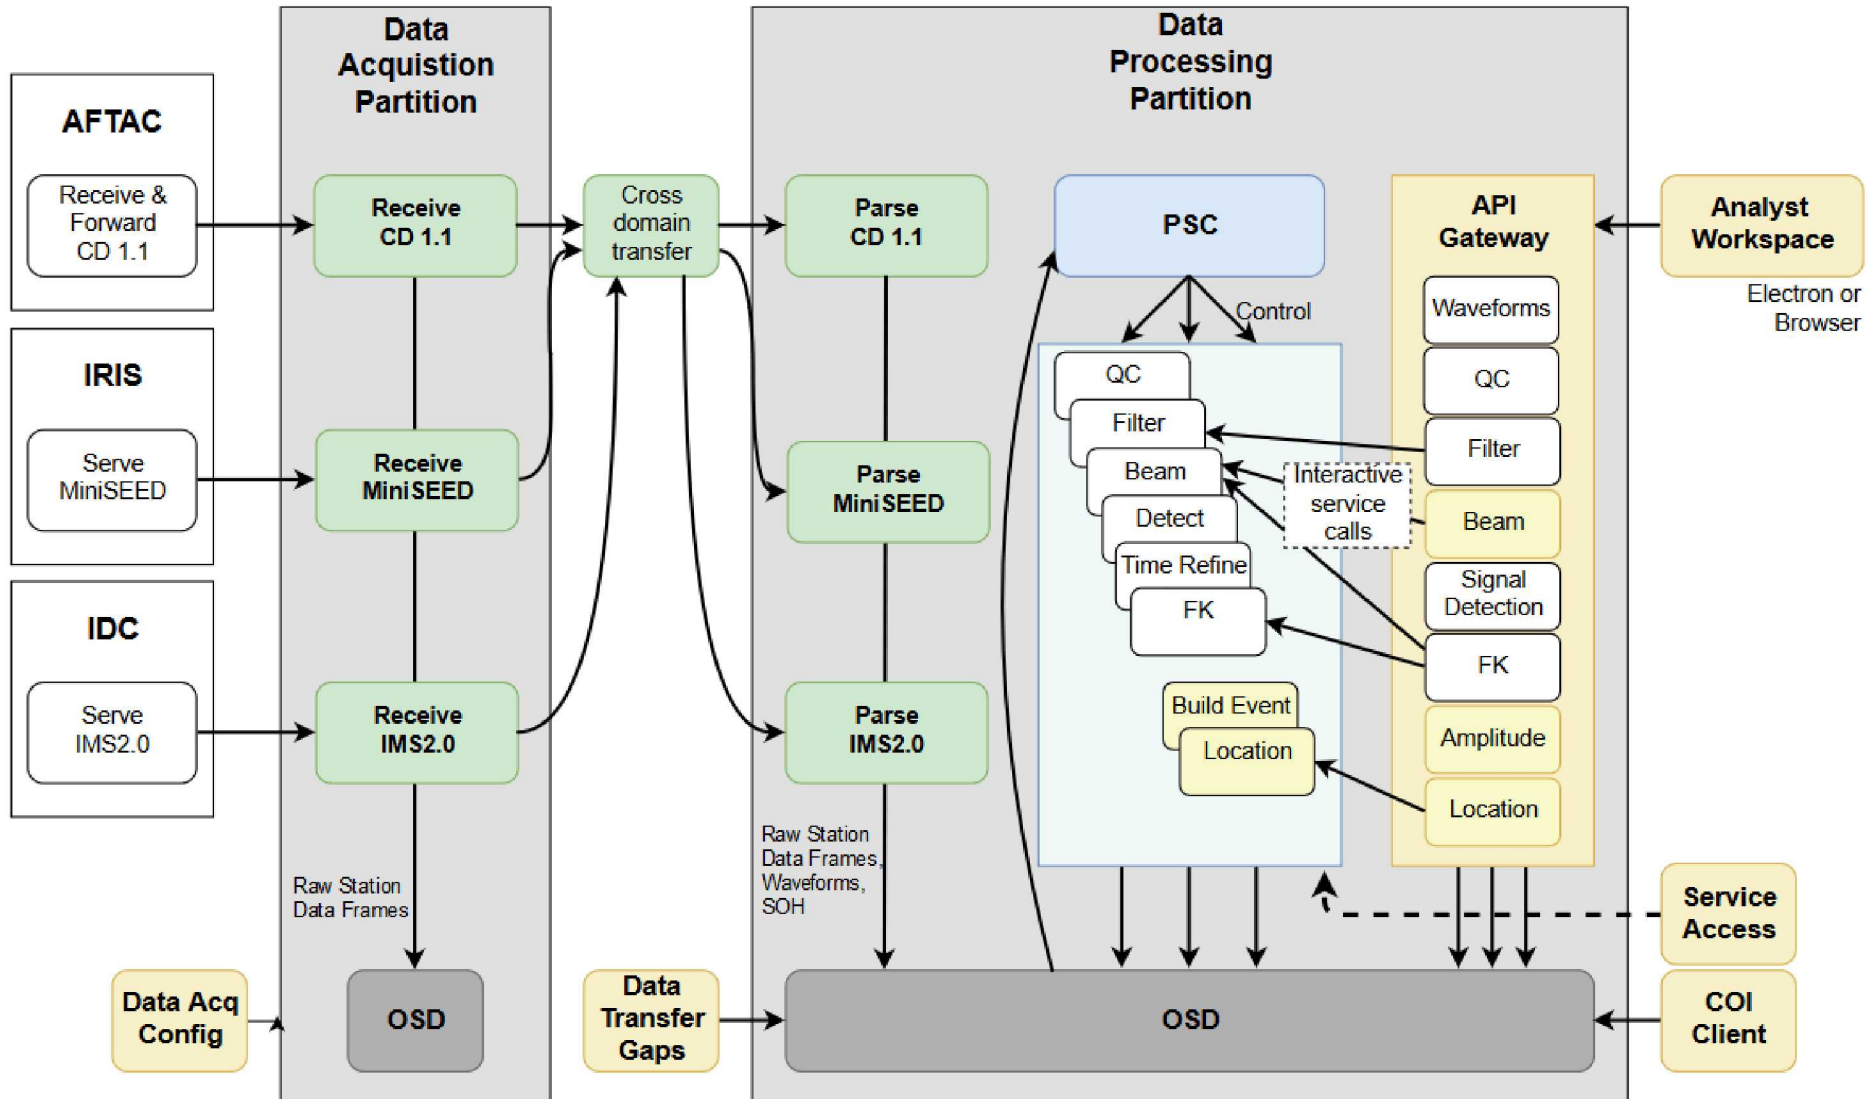 Data
Acquistion
Partition
Data
Processing
Partition
AFTAC
Receive &
Forward
CD 1.1
IRIS
Serve
MiniSEED
IDC
Serve
IMS2.0
Receive
CD 1.1
Receive
MiniSEED
Receive
IMS2.0
Raw Station
Data Frames
OSD
Data Acq
Config
Cross
domain
transfer
Data
Transfer
Gaps
Parse
CD 1.1
Parse
MiniSEED
Parse
IMS2.0
Raw Station
Data Frames,
Waveforms,
SOH
PSC
Control
QC
Filter
Beam
Detect
Time Refine
FK
Build Event
Location
Interactive
service
calls
API
Gateway
Waveforms
QC
Filter
Beam
Signal
Detection
FK
Amplitude
Location
OSD
Analyst
Workspace
Electron or
Browser
Service
Access
COI
Client